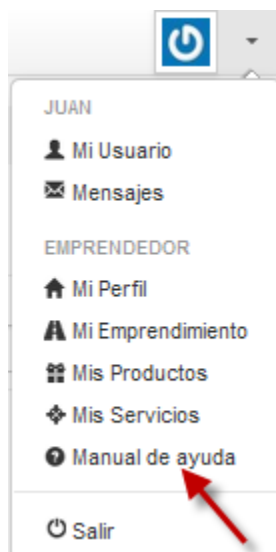 JUAN
Mi Usuario
Mensajes
EMPRENDEDOR
Mi Perfil
Mi Emprendimiento
Mis Productos
Mis Servicios
Manual de ayuda
Salir